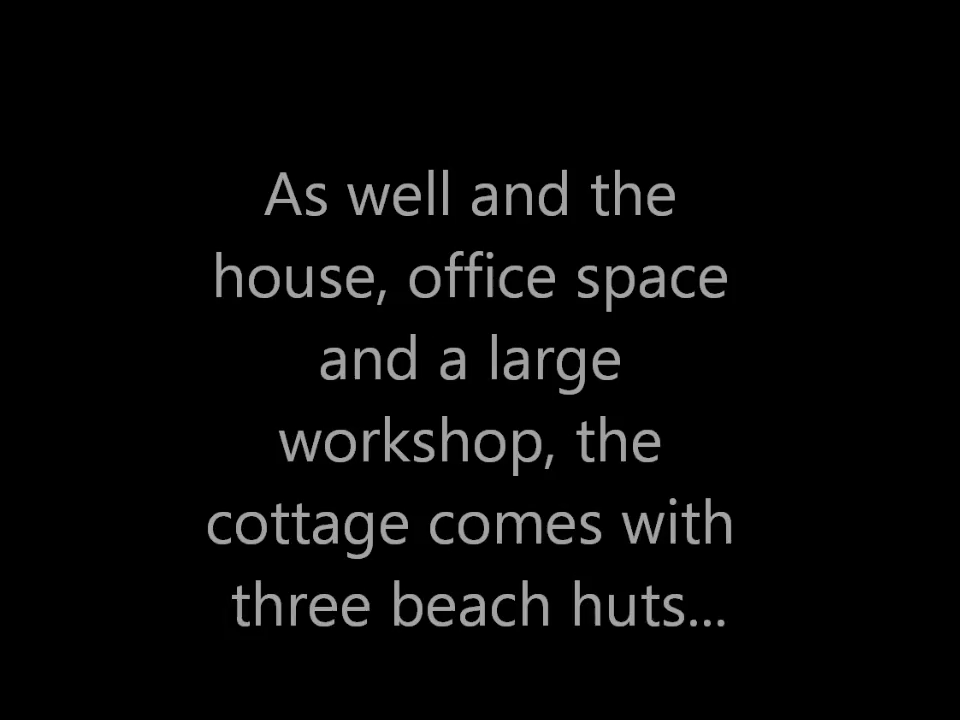 As well and the
house, office space
and a large
workshop, the
cottage comes with
three beach huts...